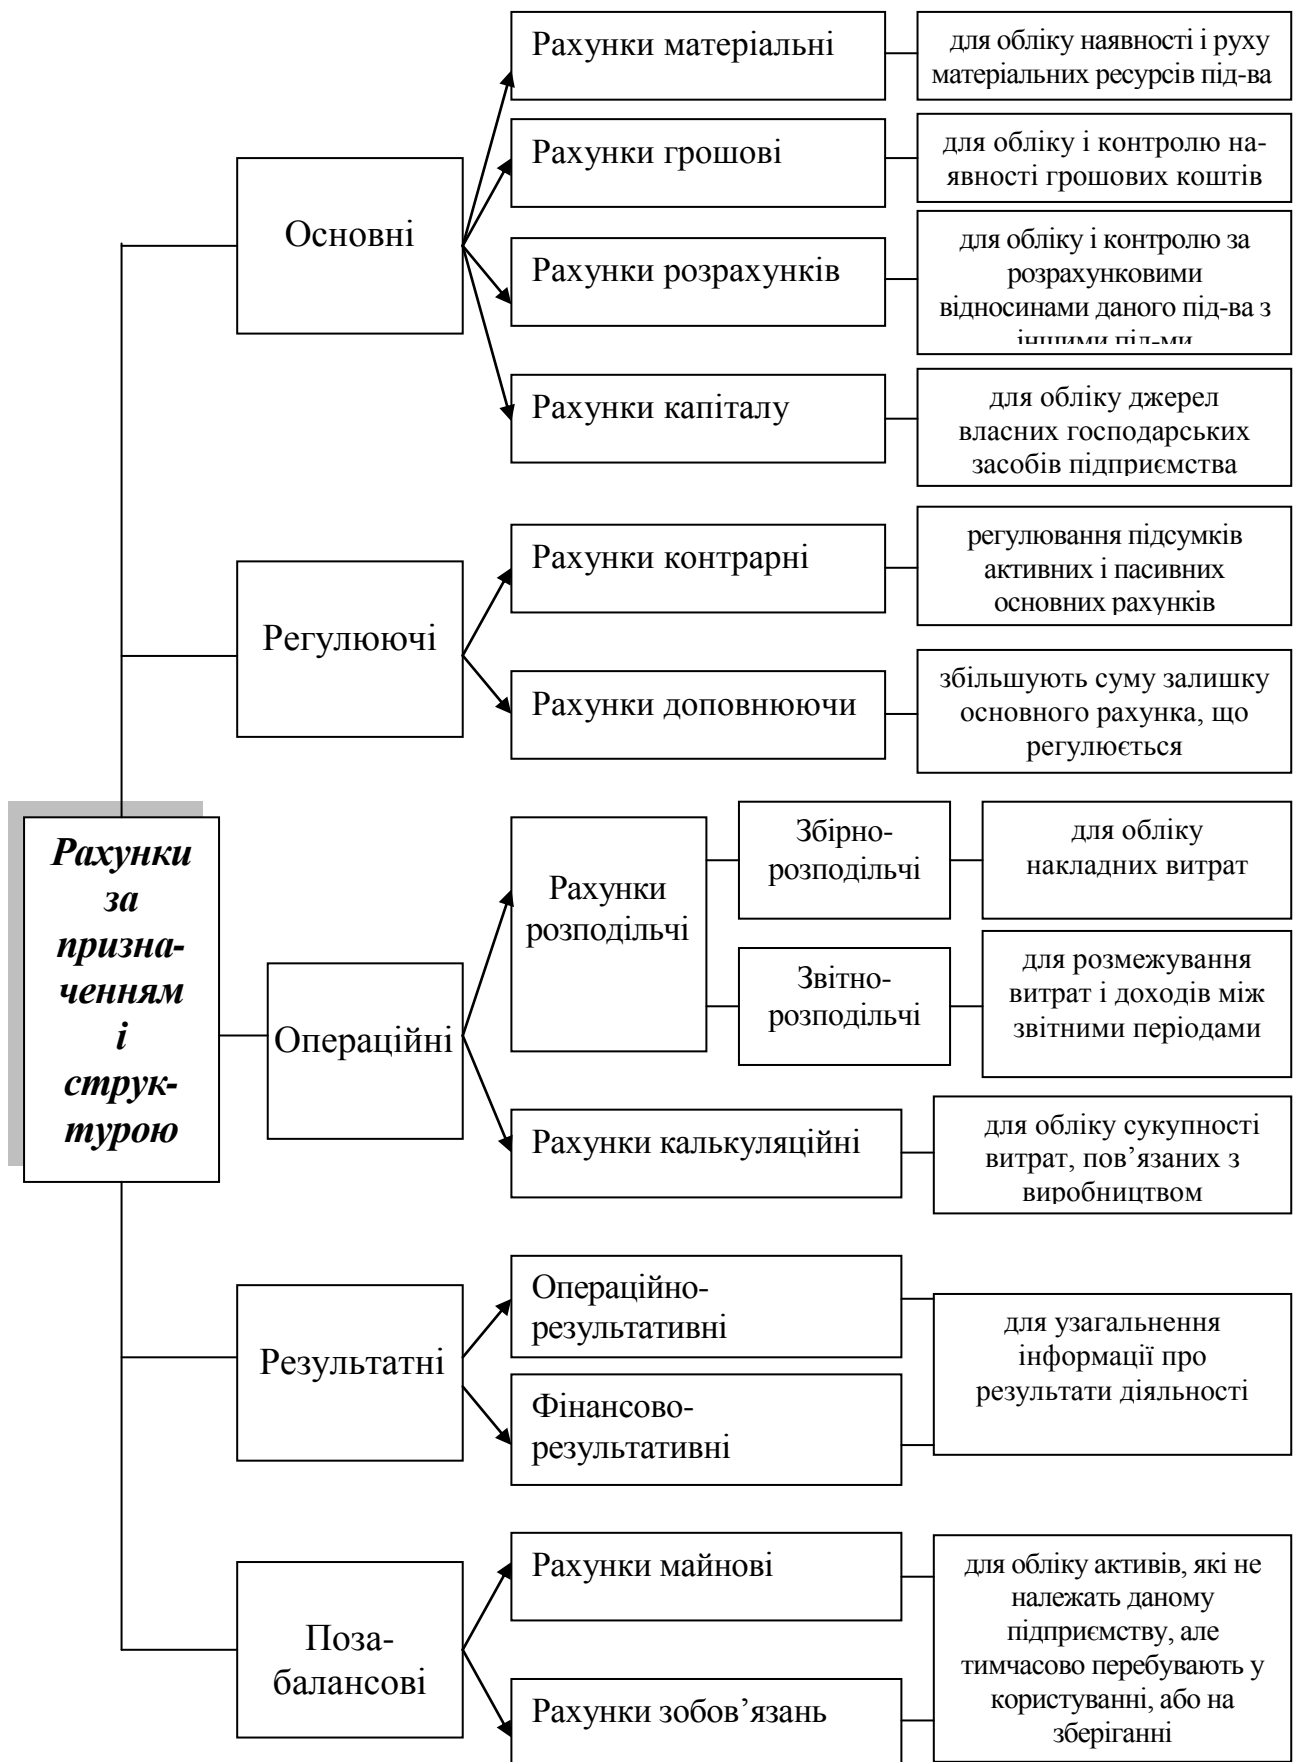 Рахунки матеріальні
для обліку наявності і руху
матеріальних ресурсів під-ва
Рахунки грошові
для обліку і контролю на-
явності грошових коштів
Основні
Рахунки розрахунків
для обліку і контролю за
розрахунковими
відносинами даного під-ва з
іншими під-ми
Рахунки капіталу
для обліку джерел
власних господарських
засобів підприємства
Регулюючі
Рахунки контрарні
регулювання підсумків
активних і пасивних
основних рахунків
Рахунки доповнюючи
збільшують суму залишку
основного рахунка, що
регулюється
Рахунки
за
призна-
ченням
і
струк-
турою
Операційні
Рахунки
розподільчі
Збірно-
розподільчі
для обліку
накладних витрат
Звітно-
розподільчі
для розмежування
витрат і доходів між
звітними періодами
Рахунки калькуляційні
для обліку сукупності
витрат, пов’язаних з
виробництвом
Результатні
Операційно-
результативні
Фінансово-
результативні
для узагальнення
інформації про
результати діяльності
Поза-
балансові
Рахунки майнові
Рахунки зобов’язань
для обліку активів, які не
належать даному
підприємству, але
тимчасово перебувають у
користуванні, або на
зберіганні